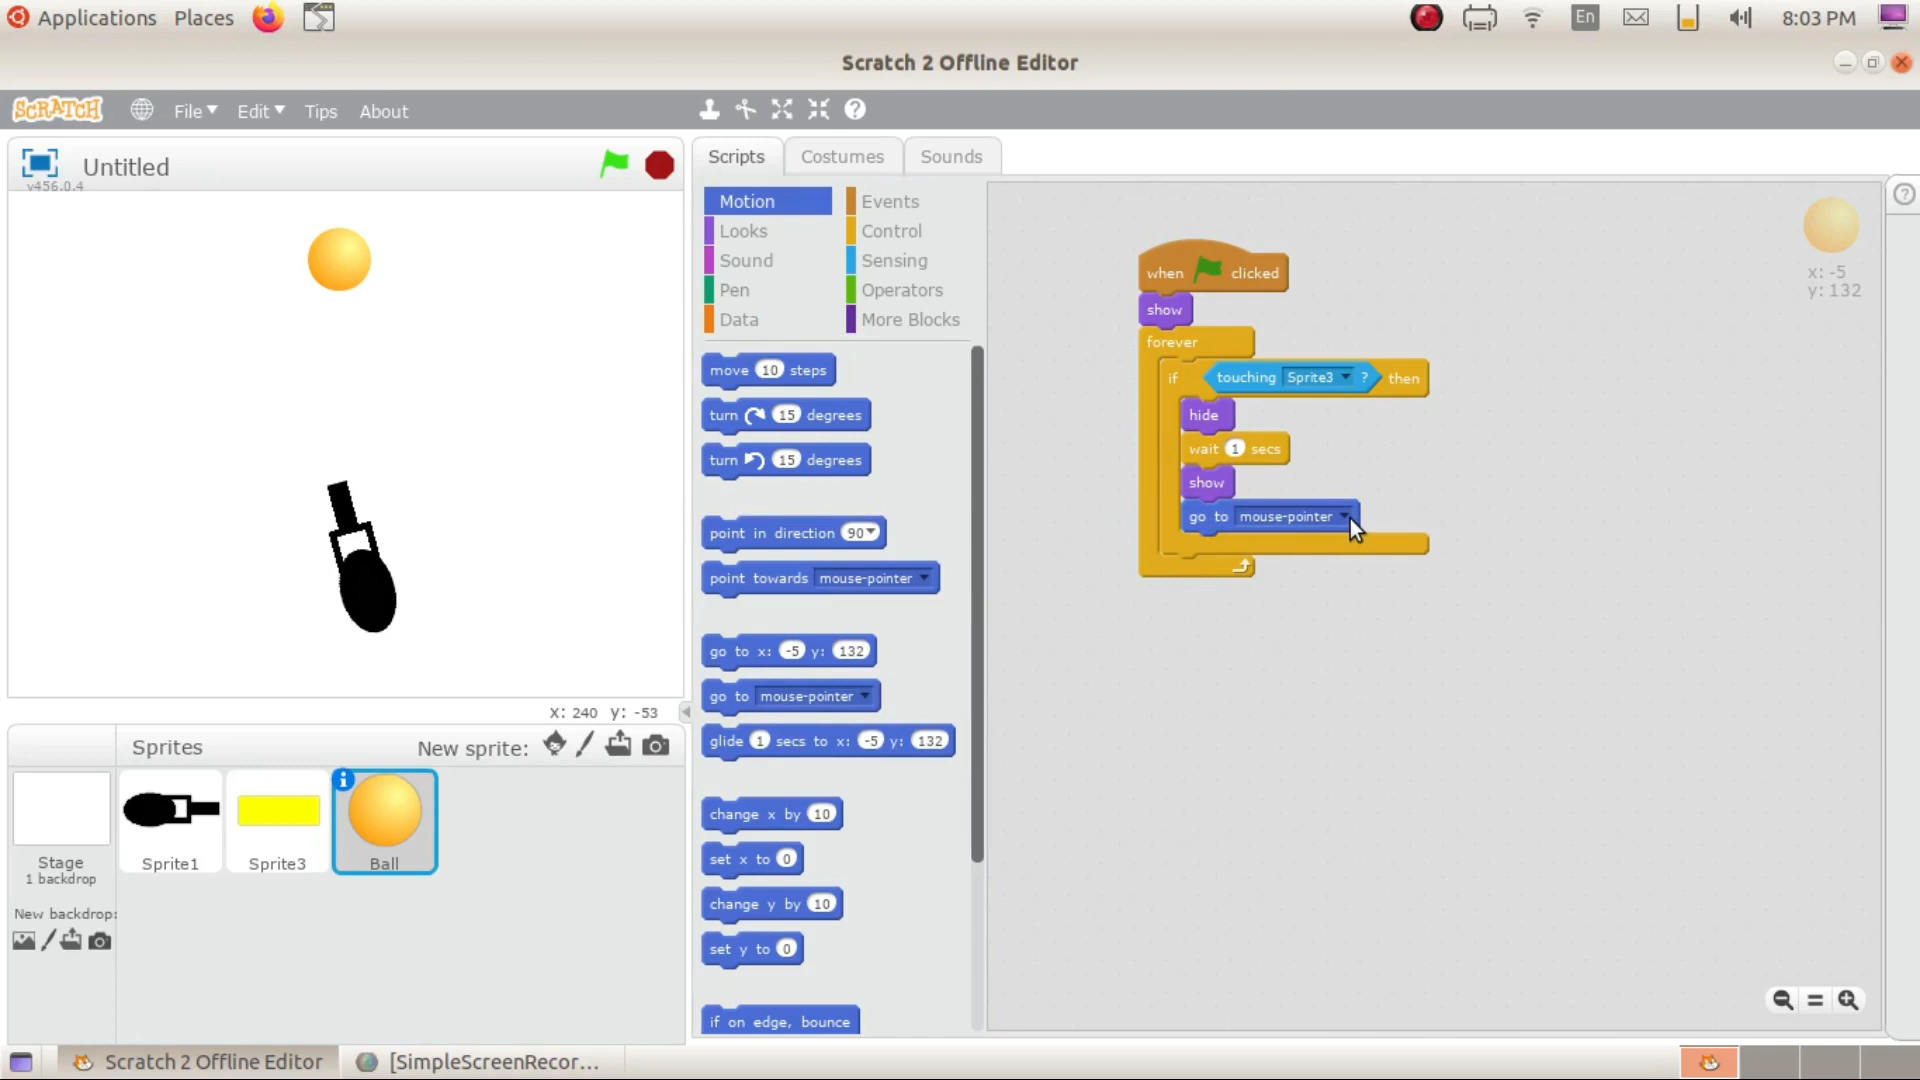 Applications Places En 8:03 PM
Scratch 2 Offline Editor
SCRATCH File Edit Tips About
Untitled
v456.0.4
Scripts Costumes Sounds
Motion Events
Looks Control
Sound Sensing
Pen Operators
Data More Blocks
move 10 steps
turn 15 degrees
turn 15 degrees
point in direction 90
point towards mouse-pointer
go to x: -5 y: 132
go to mouse-pointer
glide 1 secs to x: -5 y: 132
change x by 10
set x to 0
change y by 10
set y to 0
if on edge, bounce
when clicked
show
forever
if touching Sprite3 ? then
hide
wait 1 secs
show
go to mouse-pointer
x: -5
y: 132
x: 240 y: -53
Sprites New sprite:
Stage
1 backdrop
New backdrop:
Sprite1 Sprite3 Ball
Scratch 2 Offline Editor [SimpleScreenRecor...